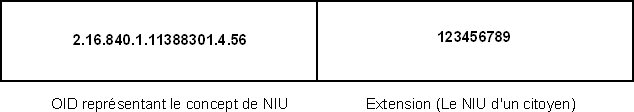 2.16.840.1.11388301.4.56 123456789
OID représentant le concept de NIU Extension (Le NIU d'un citoyen)